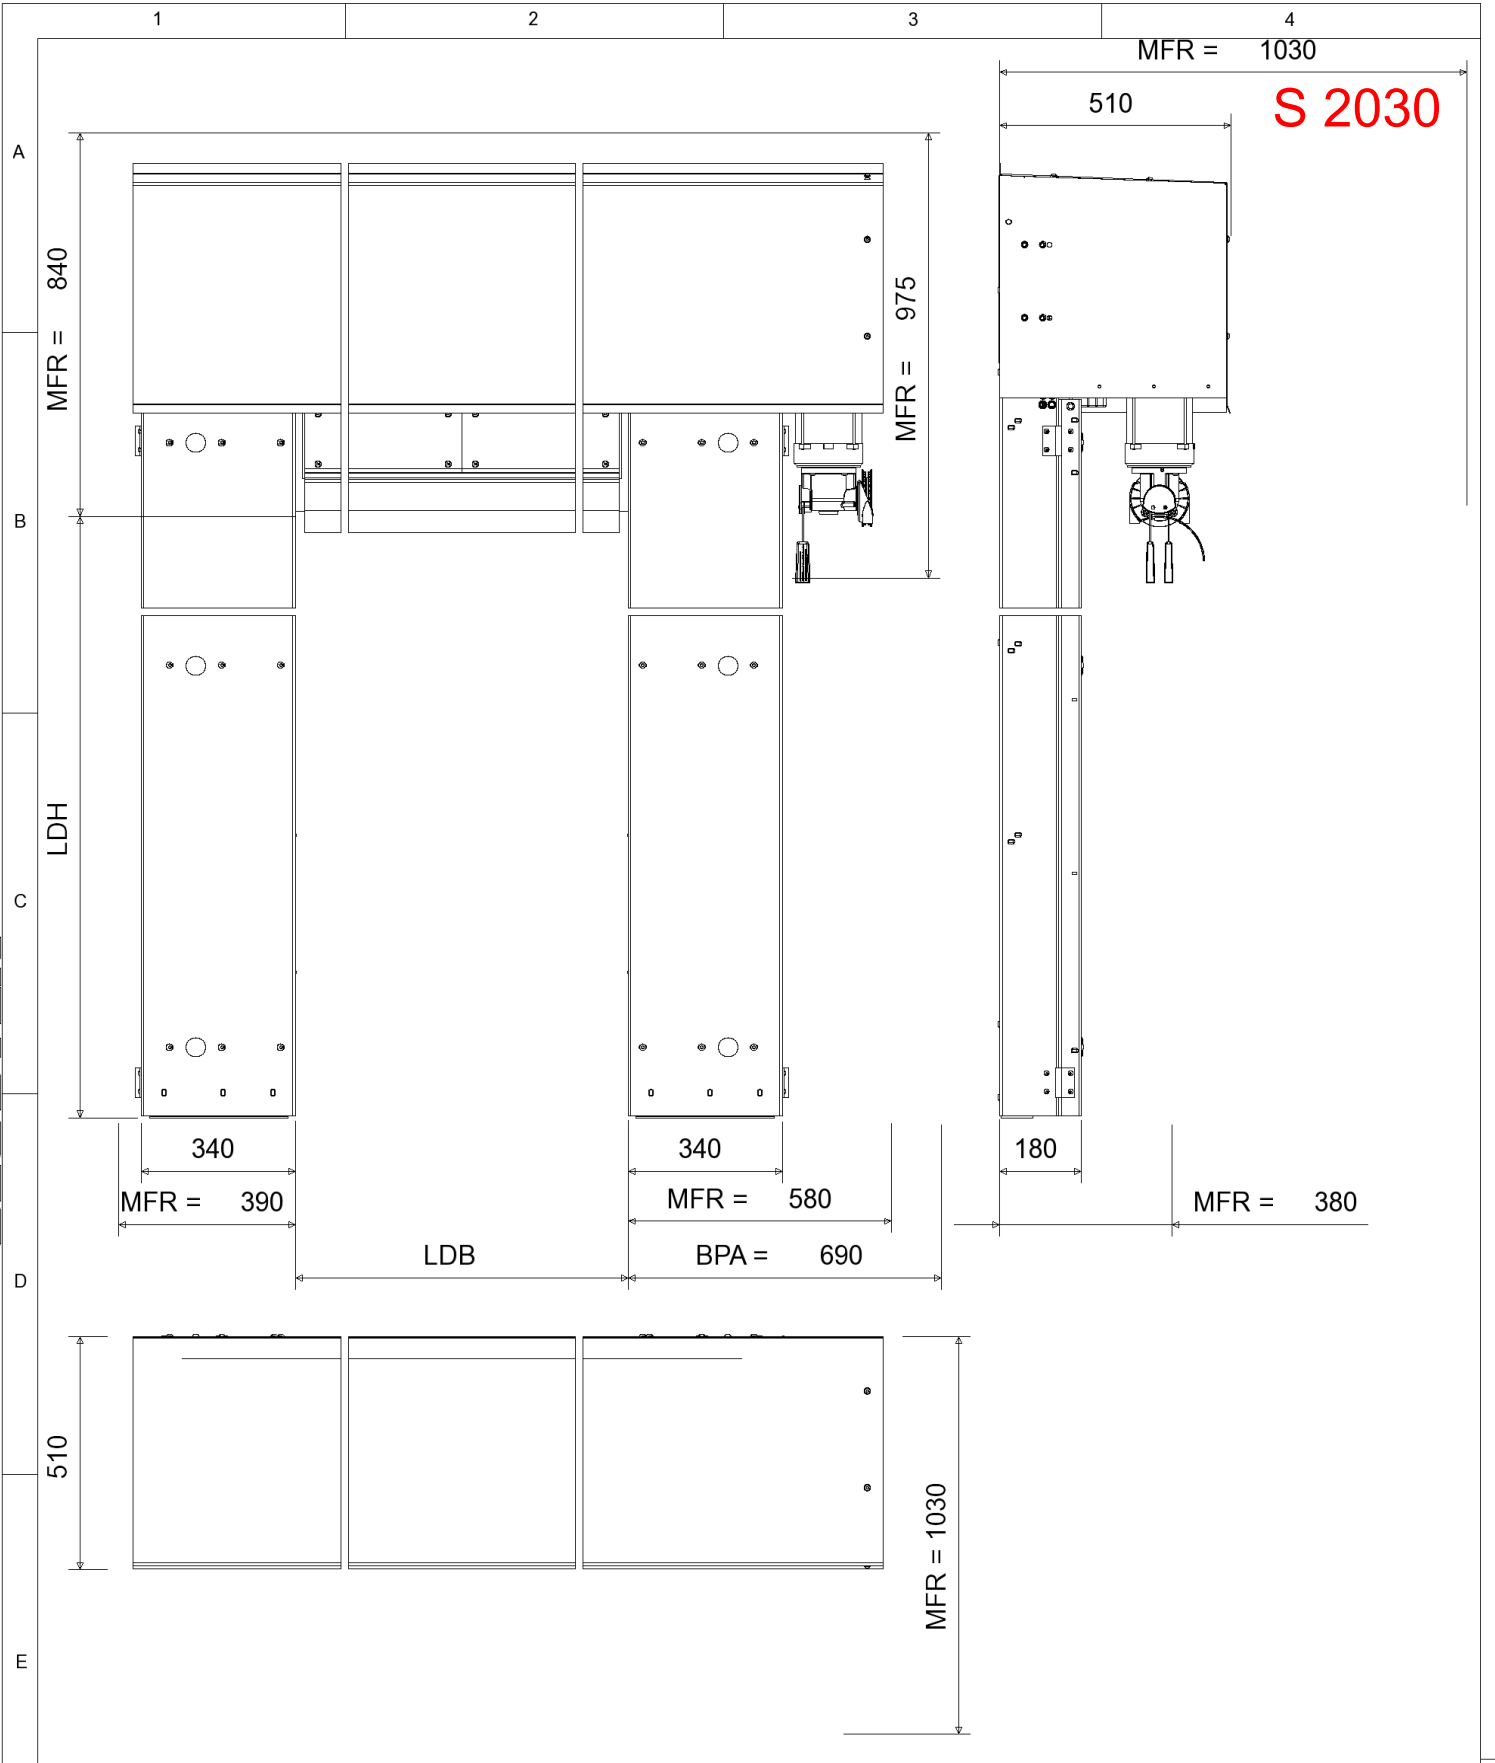 1 2 3 4
MFR = 1030
510
S 2030
A
MFR = 840
MFR = 975
B
LDH
C
340
340
180
MFR = 390
MFR = 580
MFR = 380
LDB
BPA = 690
D
510
MFR = 1030
E